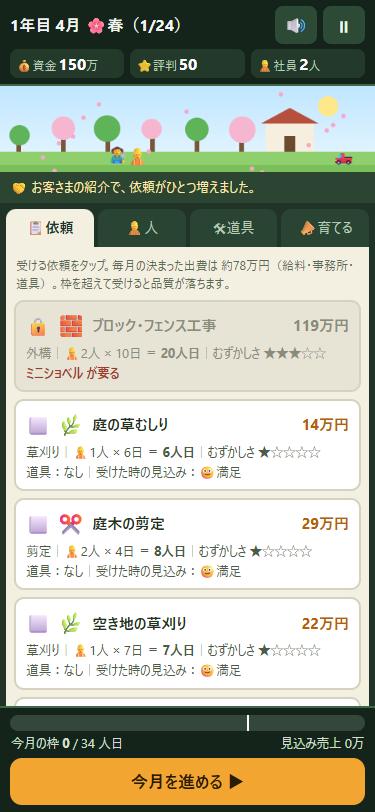 1年目 4月 🌸 春（1/24）
資金 150万
評判 50
社員 2人
お客さまの紹介で、依頼がひとつ増えました。
依頼
人
道具
育てる
受ける依頼をタップ。毎月の決まった出費は 約78万円（給料・事務所・
道具）。枠を超えて受けると品質が落ちます。
ブロック・フェンス工事 119万円
外構｜2人 × 10日 ＝ 20人日｜むずかしさ ★★★☆☆
ミニショベル が要る
庭の草むしり 14万円
草刈り｜1人 × 6日 ＝ 6人日｜むずかしさ ★☆☆☆☆
道具：なし｜受けた時の見込み：😀 満足
庭木の剪定 29万円
剪定｜2人 × 4日 ＝ 8人日｜むずかしさ ★☆☆☆☆
道具：なし｜受けた時の見込み：😀 満足
空き地の草刈り 22万円
草刈り｜1人 × 7日 ＝ 7人日｜むずかしさ ★☆☆☆☆
道具：なし｜受けた時の見込み：😀 満足
今月の枠 0 / 34 人日
見込み売上 0万
今月を進める ▶